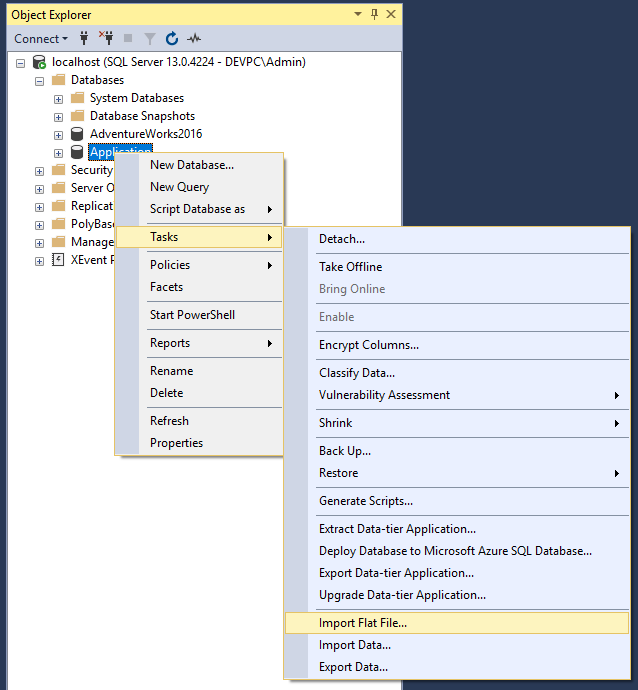 Object Explorer
Connect
localhost (SQL Server 13.0.4224 - DEVPC\Admin)
Databases
System Databases
Database Snapshots
AdventureWorks2016
Application
Security
Server O
Replicat
PolyBase
Manage
XEvent P
New Database...
New Query
Script Database as
Tasks
Policies
Facets
Start PowerShell
Reports
Rename
Delete
Refresh
Properties
Detach...
Take Offline
Bring Online
Enable
Encrypt Columns...
Classify Data...
Vulnerability Assessment
Shrink
Back Up...
Restore
Generate Scripts...
Extract Data-tier Application...
Deploy Database to Microsoft Azure SQL Database...
Export Data-tier Application...
Upgrade Data-tier Application...
Import Flat File...
Import Data...
Export Data...